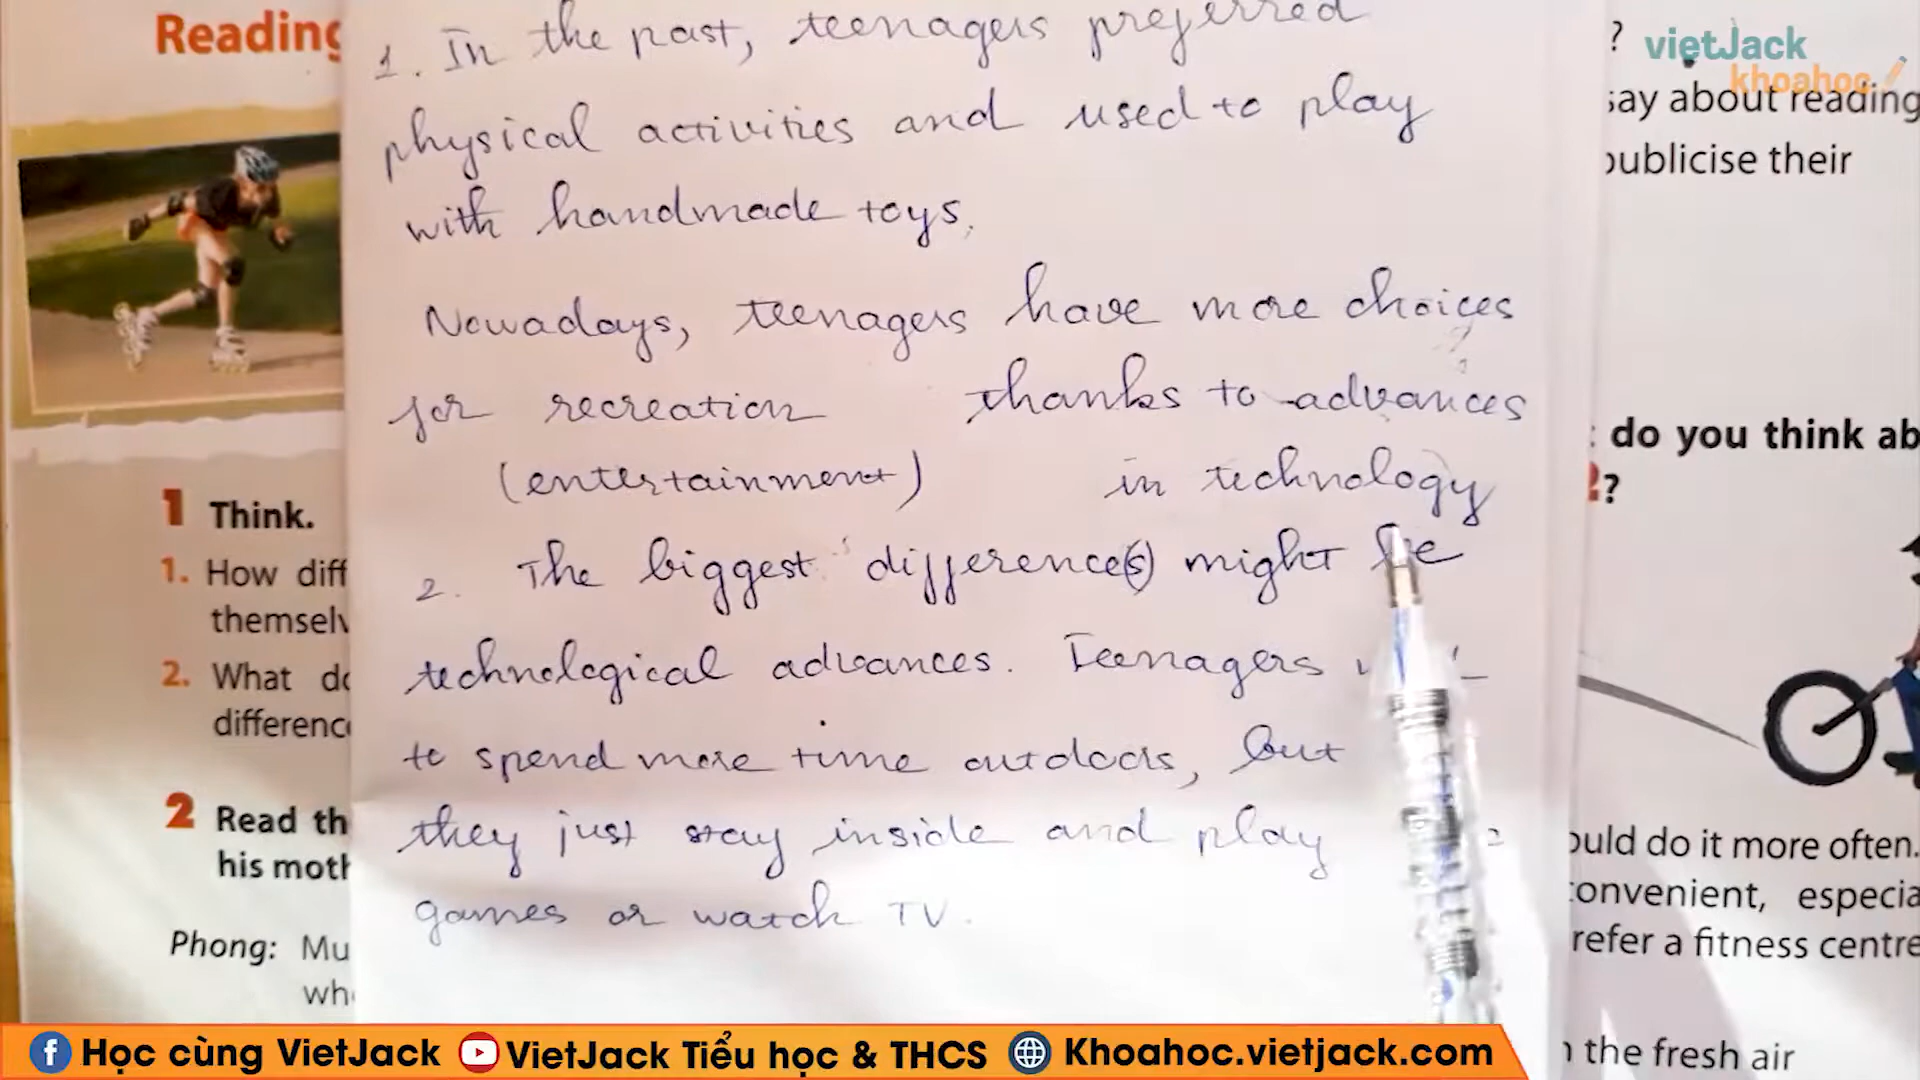 Reading
1. In the past, teenagers preferred
physical activities and used to play
with handmade toys.
Nowadays, teenagers have more choices
for recreation thanks to advances
(entertainment) in technology
2. The biggest difference(s) might be
technological advances. Teenagers
to spend more time outdoors, but
they just stay inside and play
games or watch TV.
1 Think.
1. How diff
themselv
2. What do
difference
2 Read th
his moth
Phong: Mu
wh
?
vietJack
khoahoc
say about reading
publicise their
do you think ab
2?
ould do it more often.
convenient, especia
refer a fitness centre
n the fresh air
Học cùng VietJack
VietJack Tiểu học & THCS
Khoahoc.vietjack.com